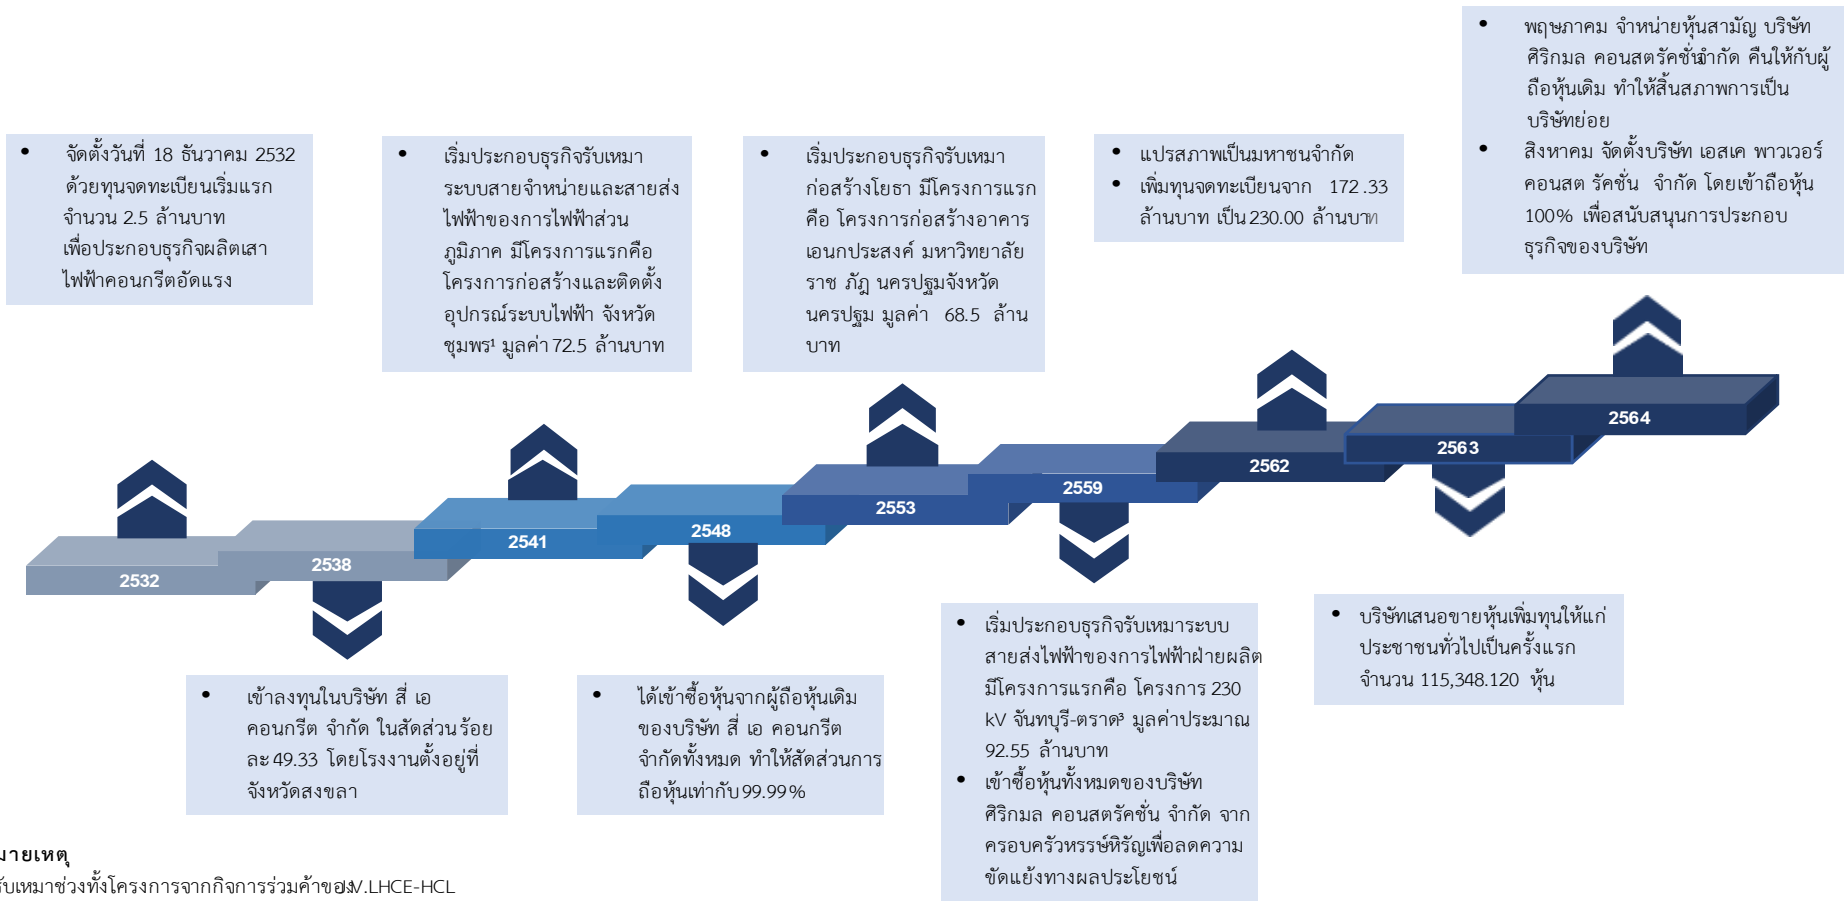 • จัดตั้งวันที่ 18 ธันวาคม 2532
ด้วยทุนจดทะเบียนเริ่มแรก
จำนวน 2.5 ล้านบาท
เพื่อประกอบธุรกิจผลิตเสา
ไฟฟ้าคอนกรีตอัดแรง
• เริ่มประกอบธุรกิจรับเหมา
ระบบสายจำหน่ายและสายส่ง
ไฟฟ้าของการไฟฟ้าส่วน
ภูมิภาค มีโครงการแรกคือ
โครงการก่อสร้างและติดตั้ง
อุปกรณ์ระบบไฟฟ้า จังหวัด
ชุมพร¹ มูลค่า 72.5 ล้านบาท
• เริ่มประกอบธุรกิจรับเหมา
ก่อสร้างโยธา มีโครงการแรก
คือ โครงการก่อสร้างอาคาร
เอนกประสงค์ มหาวิทยาลัย
ราช ภัฎ นครปฐมจังหวัด
นครปฐม มูลค่า 68.5 ล้าน
บาท
• แปรสภาพเป็นมหาชนจำกัด
• เพิ่มทุนจดทะเบียนจาก 172.33
ล้านบาท เป็น 230.00 ล้านบาท
• พฤษภาคม จำหน่ายหุ้นสามัญ บริษัท
ศิริกมล คอนสตรัคชั่นจำกัด คืนให้กับผู้
ถือหุ้นเดิม ทำให้สิ้นสภาพการเป็น
บริษัทย่อย
• สิงหาคม จัดตั้งบริษัท เอสเค พาวเวอร์
คอนสต รัคชั่น จำกัด โดยเข้าถือหุ้น
100% เพื่อสนับสนุนการประกอบ
ธุรกิจของบริษัท
2532
2538
2541
2548
2553
2559
2562
2563
2564
• เข้าลงทุนในบริษัท สี่ เอ
คอนกรีต จำกัด ในสัดส่วนร้อย
ละ 49.33 โดยโรงงานตั้งอยู่ที่
จังหวัดสงขลา
• ได้เข้าซื้อหุ้นจากผู้ถือหุ้นเดิม
ของบริษัท สี่ เอ คอนกรีต
จำกัดทั้งหมด ทำให้สัดส่วนการ
ถือหุ้นเท่ากับ 99.99%
• เริ่มประกอบธุรกิจรับเหมาระบบ
สายส่งไฟฟ้าของการไฟฟ้าฝ่ายผลิต
มีโครงการแรกคือ โครงการ 230
kV จันทบุรี-ตราด³ มูลค่าประมาณ
92.55 ล้านบาท
• เข้าซื้อหุ้นทั้งหมดของบริษัท
ศิริกมล คอนสตรัคชั่น จำกัด จาก
ครอบครัวหรรษ์หิรัญเพื่อลดความ
ขัดแย้งทางผลประโยชน์
• บริษัทเสนอขายหุ้นเพิ่มทุนให้แก่
ประชาชนทั่วไปเป็นครั้งแรก
จำนวน 115,348.120 หุ้น
มายเหตุ
รับเหมาช่วงทั้งโครงการจากกิจการร่วมค้าของJ.V.LHCE-HCL